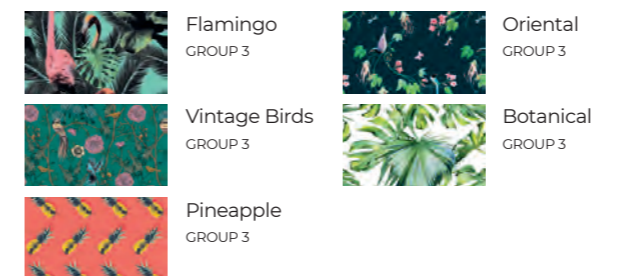 Flamingo
GROUP 3
Oriental
GROUP 3
Vintage Birds
GROUP 3
Botanical
GROUP 3
Pineapple
GROUP 3